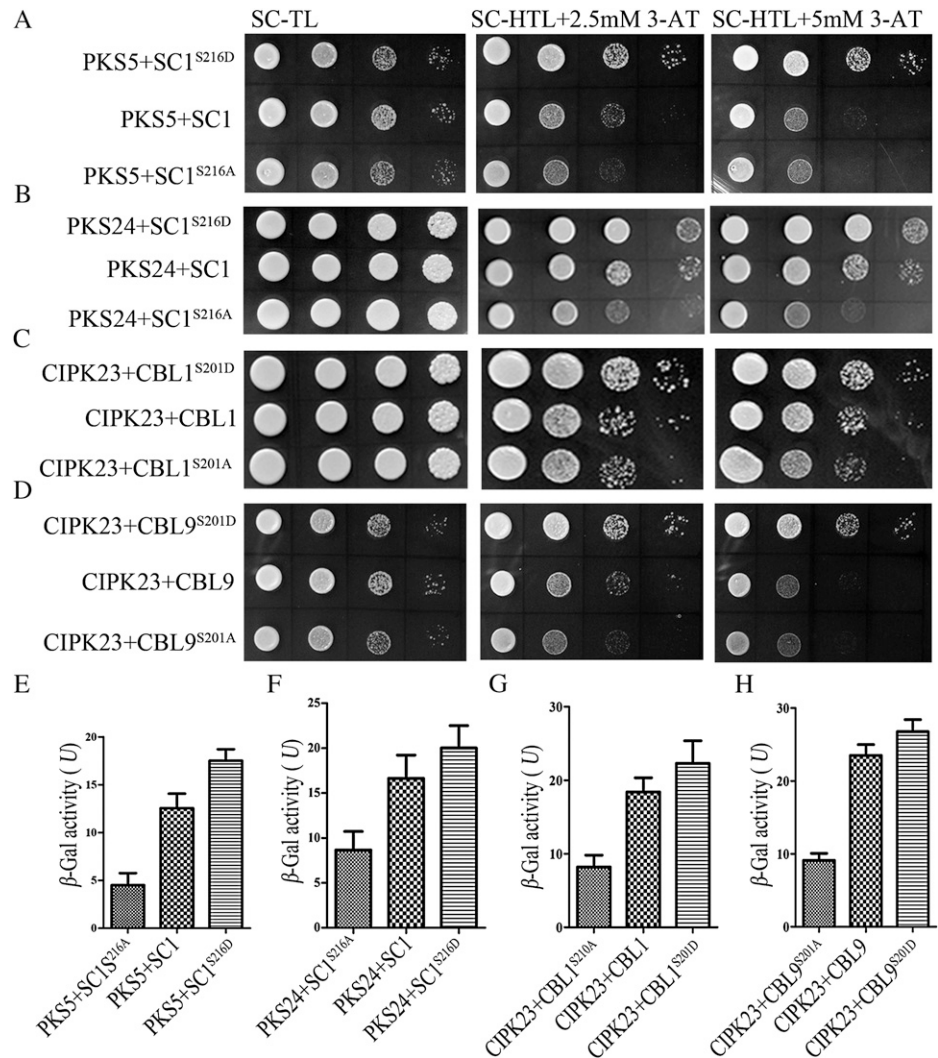 A SC-TL SC-HTL+2.5mM 3-AT SC-HTL+5mM 3-AT
PKS5+SC1S216D
PKS5+SC1
PKS5+SC1S216A
B
PKS24+SC1S216D
PKS24+SC1
PKS24+SC1S216A
C
CIPK23+CBL1S201D
CIPK23+CBL1
CIPK23+CBL1S201A
D
CIPK23+CBL9S201D
CIPK23+CBL9
CIPK23+CBL9S201A
E
β-Gal activity ( U)
20
15
10
5
0
PKS5+SC1S216A
PKS5+SC1
PKS5+SC1S216D
F
β-Gal activity ( U)
25
20
15
10
5
0
PKS24+SC1S216A
PKS24+SC1
PKS24+SC1S216D
G
β-Gal activity ( U)
30
20
10
0
CIPK23+CBL1S210A
CIPK23+CBL1
CIPK23+CBL1S201D
H
β-Gal activity ( U)
30
20
10
0
CIPK23+CBL9S201A
CIPK23+CBL9
CIPK23+CBL9S201D